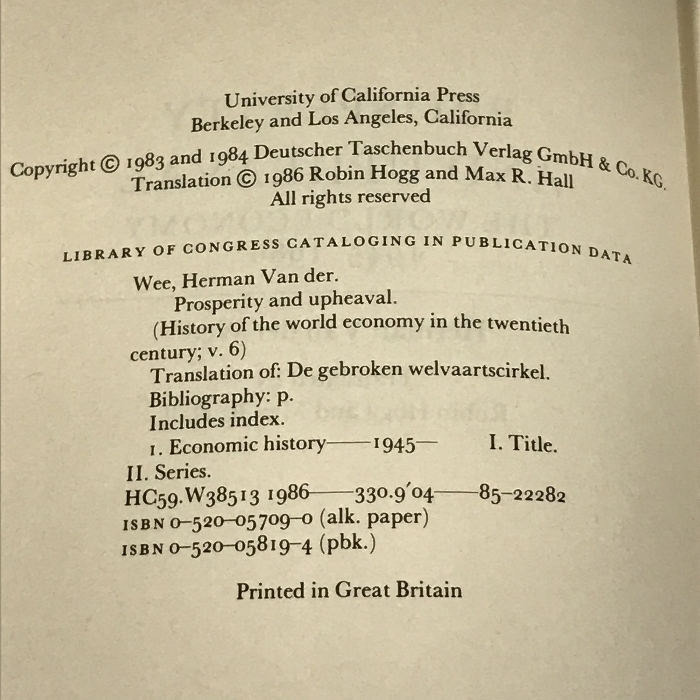 University of California Press
Berkeley and Los Angeles, California
Copyright © 1983 and 1984 Deutscher Taschenbuch Verlag GmbH & Co. KG.
Translation © 1986 Robin Hogg and Max R. Hall
All rights reserved
LIBRARY OF CONGRESS CATALOGING IN PUBLICATION DATA
Wee, Herman Van der.
Prosperity and upheaval.
(History of the world economy in the twentieth
century; v. 6)
Translation of: De gebroken welvaartscirkel.
Bibliography: p.
Includes index.
1. Economic history——1945— I. Title.
II. Series.
HC59.W38513 1986——330.9′04——85–22282
ISBN 0–520–05709–0 (alk. paper)
ISBN 0–520–05819–4 (pbk.)
Printed in Great Britain